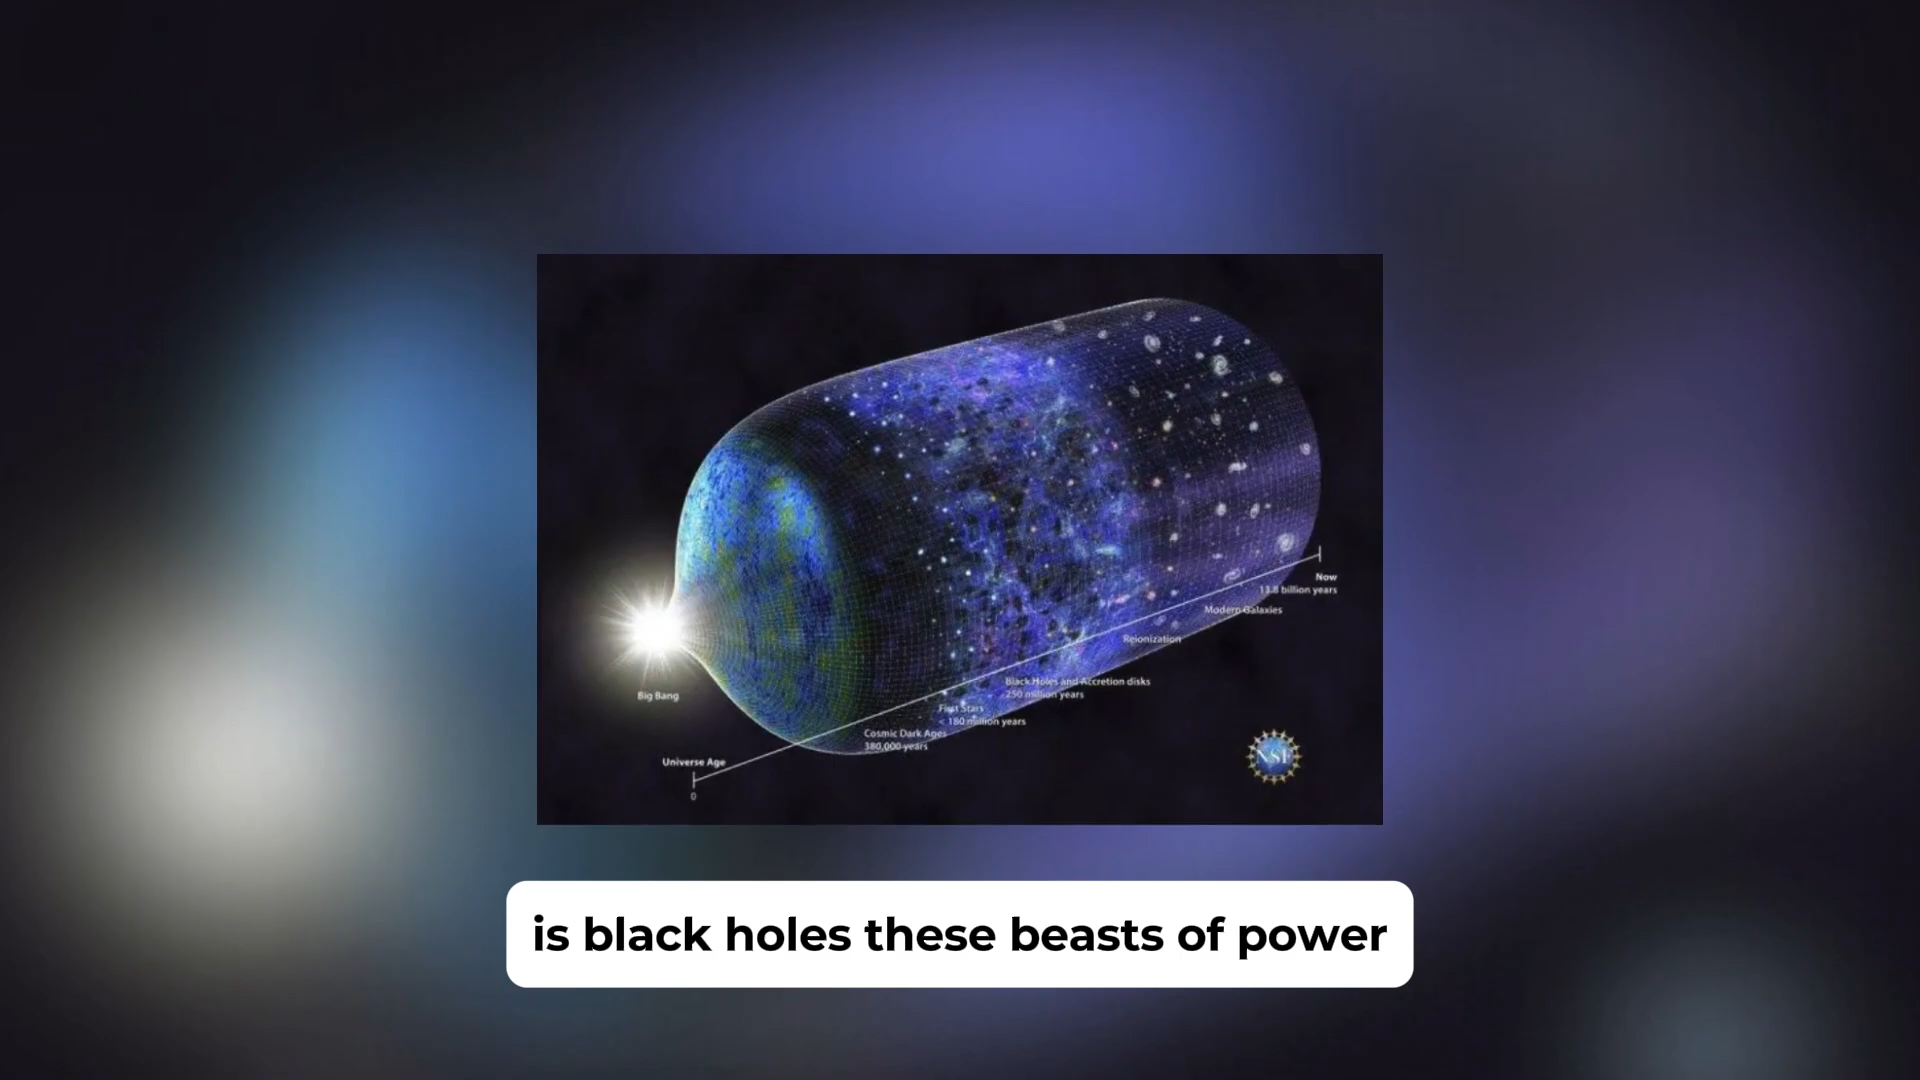 Now
13.8 billion years
Modern Galaxies
Reionization
Black Holes and Accretion disks
250 million years
First Stars
< 180 million years
Cosmic Dark Ages
380,000 years
Big Bang
Universe Age
0
NSF
is black holes these beasts of power